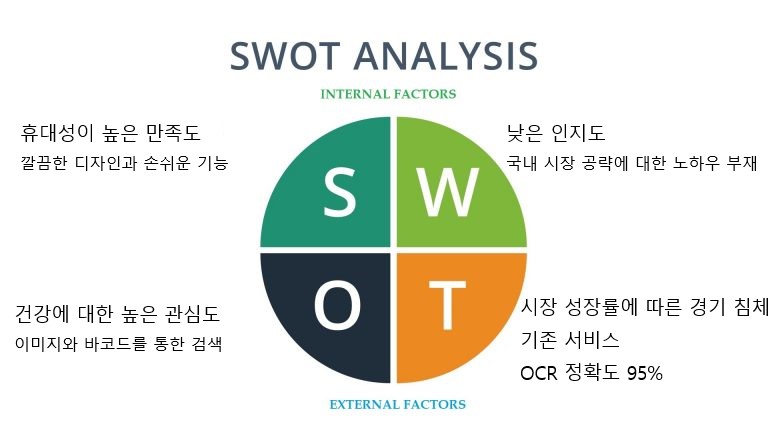 SWOT ANALYSIS
INTERNAL FACTORS
휴대성이 높은 만족도
깔끔한 디자인과 손쉬운 기능
낮은 인지도
국내 시장 공략에 대한 노하우 부재
S
W
O
T
건강에 대한 높은 관심도
이미지와 바코드를 통한 검색
시장 성장률에 따른 경기 침체
기존 서비스
OCR 정확도 95%
EXTERNAL FACTORS